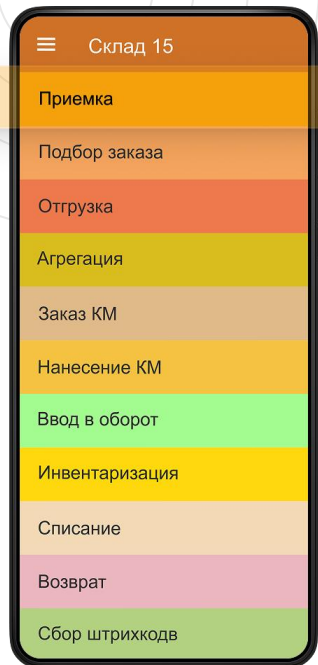 Склад 15
Приемка
Подбор заказа
Отгрузка
Агрегация
Заказ КМ
Нанесение КМ
Ввод в оборот
Инвентаризация
Списание
Возврат
Сбор штрихкодв